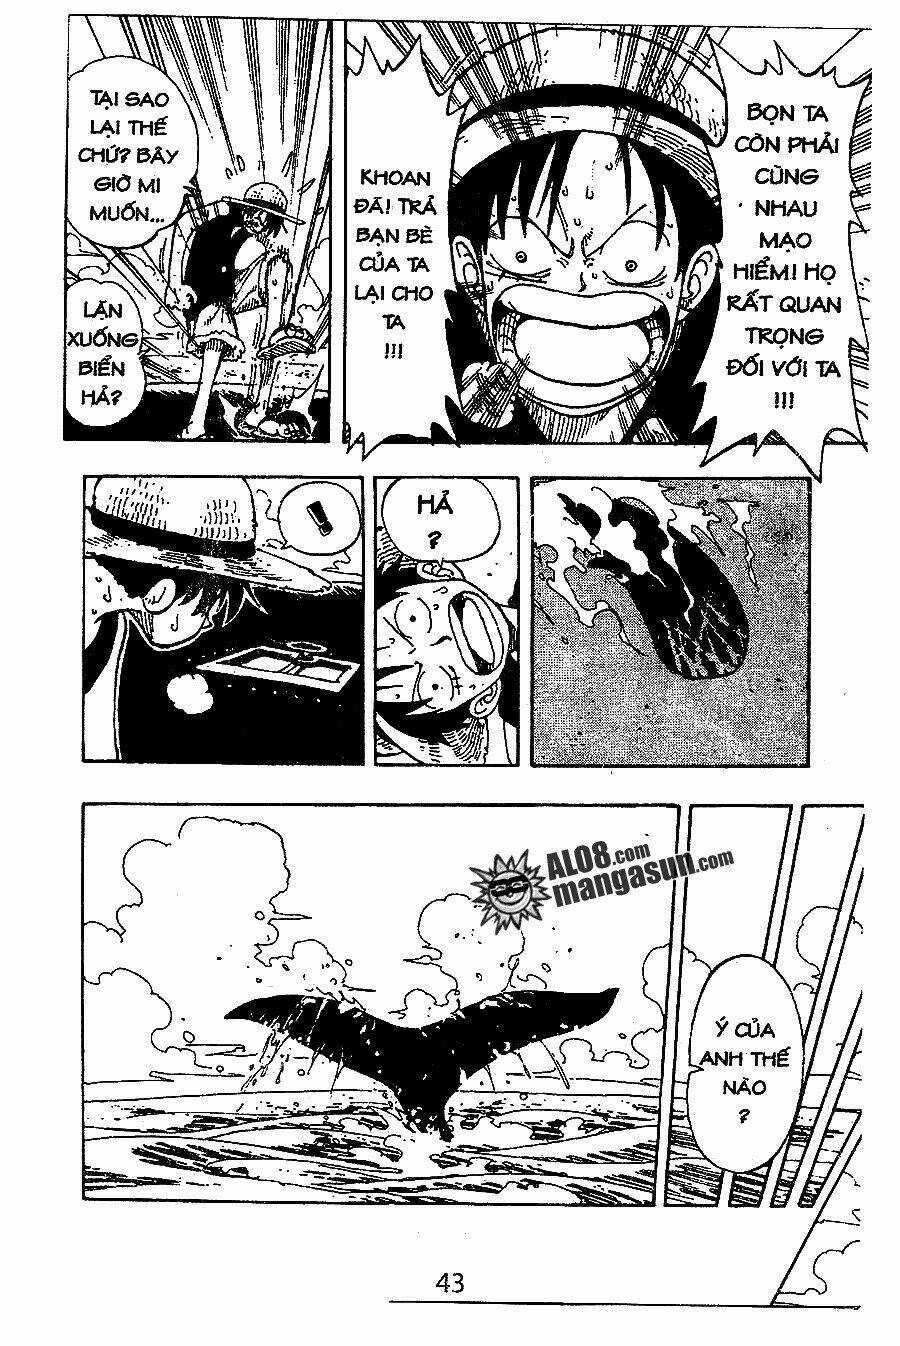 TẠI SAO
LẠI THẾ
CHỨ? BÂY
GIỜ MI
MUỐN...
LẶN
XUỐNG
BIỂN
HẢ?
KHOAN
ĐÃ! TRẢ
BẠN BÈ
CỦA TA
LẠI CHO
TA
!!!
BỌN TA
CÒN PHẢI
CÙNG
NHAU
MẠO
HIỂM! HỌ
RẤT QUAN
TRỌNG
ĐỐI VỚI TA
!!!
!
HẢ
?
AL08.com
mangasun.com
Ý CỦA
ANH THẾ
NÀO
?
43